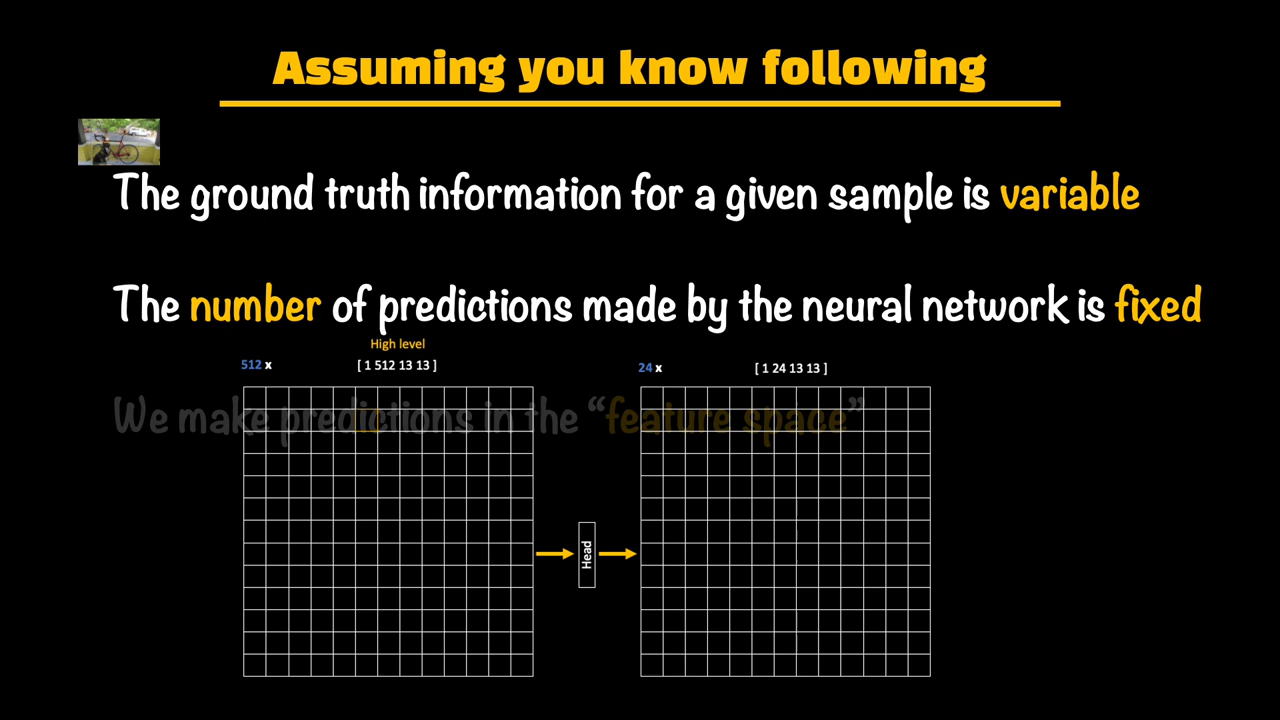 Assuming you know following
The ground truth information for a given sample is variable
The number of predictions made by the neural network is fixed
High level
512 x [ 1 512 13 13 ]
24 x [ 1 24 13 13 ]
We make predictions in the “feature space”
Head